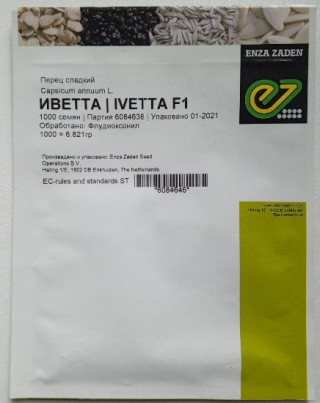 ENZA ZADEN
Перец сладкий
Capsicum annuum L.
ИВЕТТА | IVETTA F1
1000 семян | Партия 6084638 | Упаковано 01-2021
Обработано: Флудиоксонил
1000 = 6.821гр
Произведено и упаковано: Enza Zaden Seed
Operations B.V.
Haling 1/E, 1602 DB Enkhuizen, The Netherlands
EC-rules and standards ST
*6084646*